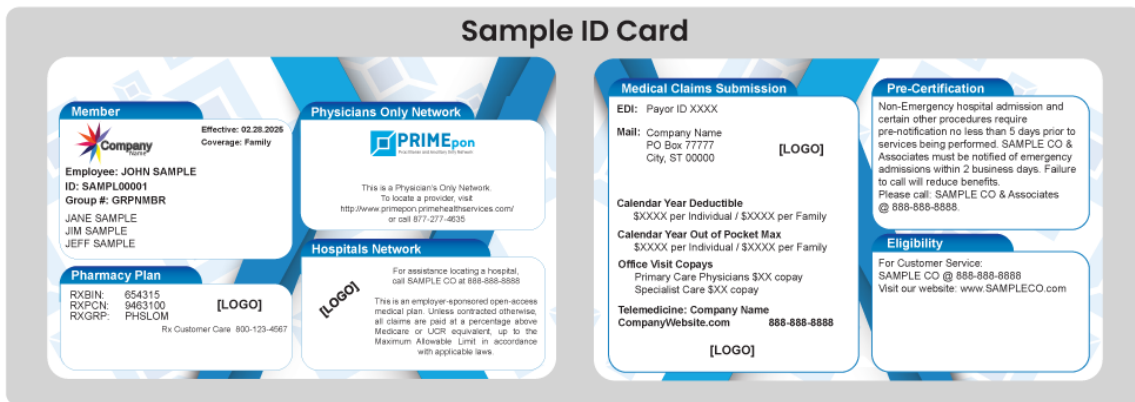 Sample ID Card
Member
Company
Name
Effective: 02.28.2025
Coverage: Family
Employee: JOHN SAMPLE
ID: SAMPL00001
Group #: GRPNMBR
JANE SAMPLE
JIM SAMPLE
JEFF SAMPLE
Pharmacy Plan
RXBIN: 654315
RXPCN: 9463100
RXGRP: PHSLOM
[LOGO]
Rx Customer Care 800-123-4567
Physicians Only Network
PRIMEpon
Practitioner and Ancillary Only Network
This is a Physician's Only Network.
To locate a provider, visit
http://www.primepon.primehealthservices.com/
or call 877-277-4635
Hospitals Network
[LOGO]
For assistance locating a hospital,
call SAMPLE CO at 888-888-8888
This is an employer-sponsored open-access
medical plan. Unless contracted otherwise,
all claims are paid at a percentage above
Medicare or UCR equivalent, up to the
Maximum Allowable Limit in accordance
with applicable laws.
Medical Claims Submission
EDI: Payor ID XXXX
Mail: Company Name
PO Box 77777
City, ST 00000
[LOGO]
Calendar Year Deductible
$XXXX per Individual / $XXXX per Family
Calendar Year Out of Pocket Max
$XXXX per Individual / $XXXX per Family
Office Visit Copays
Primary Care Physicians $XX copay
Specialist Care $XX copay
Telemedicine: Company Name
CompanyWebsite.com 888-888-8888
[LOGO]
Pre-Certification
Non-Emergency hospital admission and
certain other procedures require
pre-notification no less than 5 days prior to
services being performed. SAMPLE CO &
Associates must be notified of emergency
admissions within 2 business days. Failure
to call will reduce benefits.
Please call: SAMPLE CO & Associates
@ 888-888-8888.
Eligibility
For Customer Service:
SAMPLE CO @ 888-888-8888
Visit our website: www.SAMPLECO.com